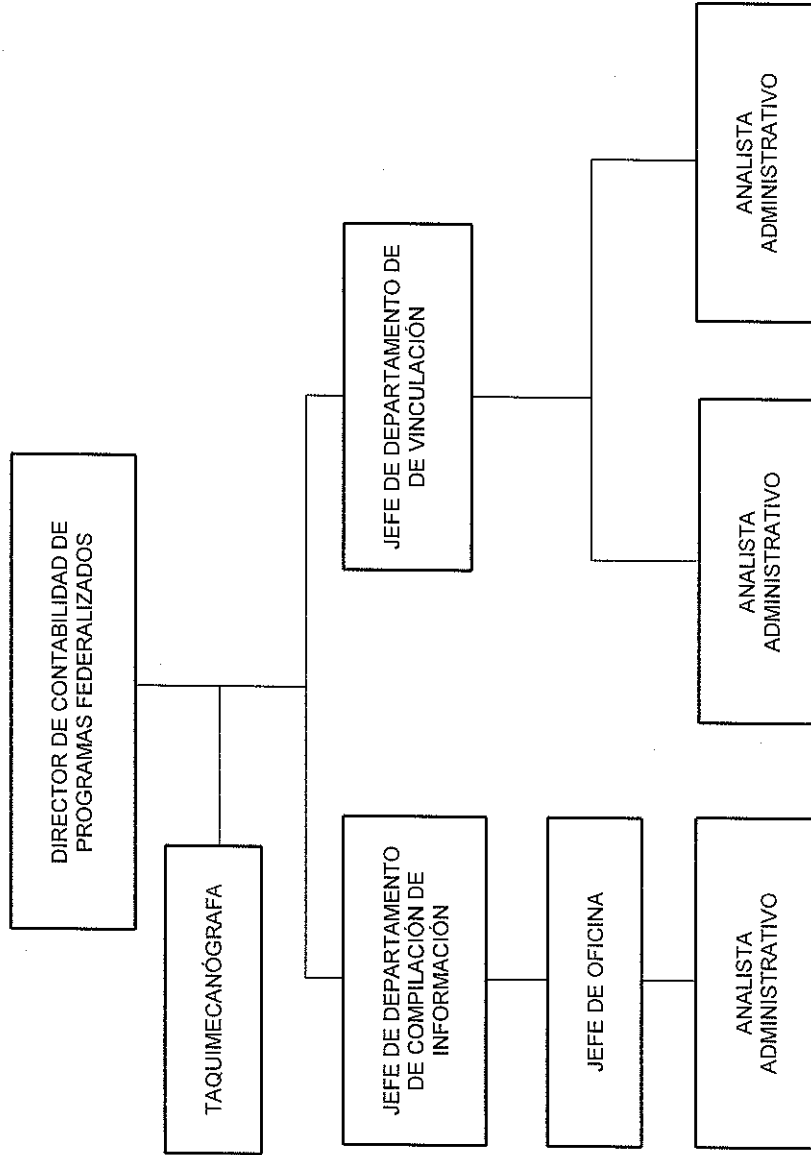 DIRECTOR DE CONTABILIDAD DE
PROGRAMAS FEDERALIZADOS
TAQUIMECANÓGRAFA
JEFE DE DEPARTAMENTO
DE COMPILACIÓN DE
INFORMACIÓN
JEFE DE DEPARTAMENTO DE
DE VINCULACIÓN
JEFE DE OFICINA
ANALISTA
ADMINISTRATIVO
ANALISTA
ADMINISTRATIVO
ANALISTA
ADMINISTRATIVO